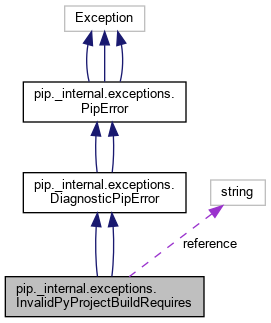 Exception
pip._internal.exceptions.
PipError
pip._internal.exceptions.
DiagnosticPipError
string
reference
pip._internal.exceptions.
InvalidPyProjectBuildRequires